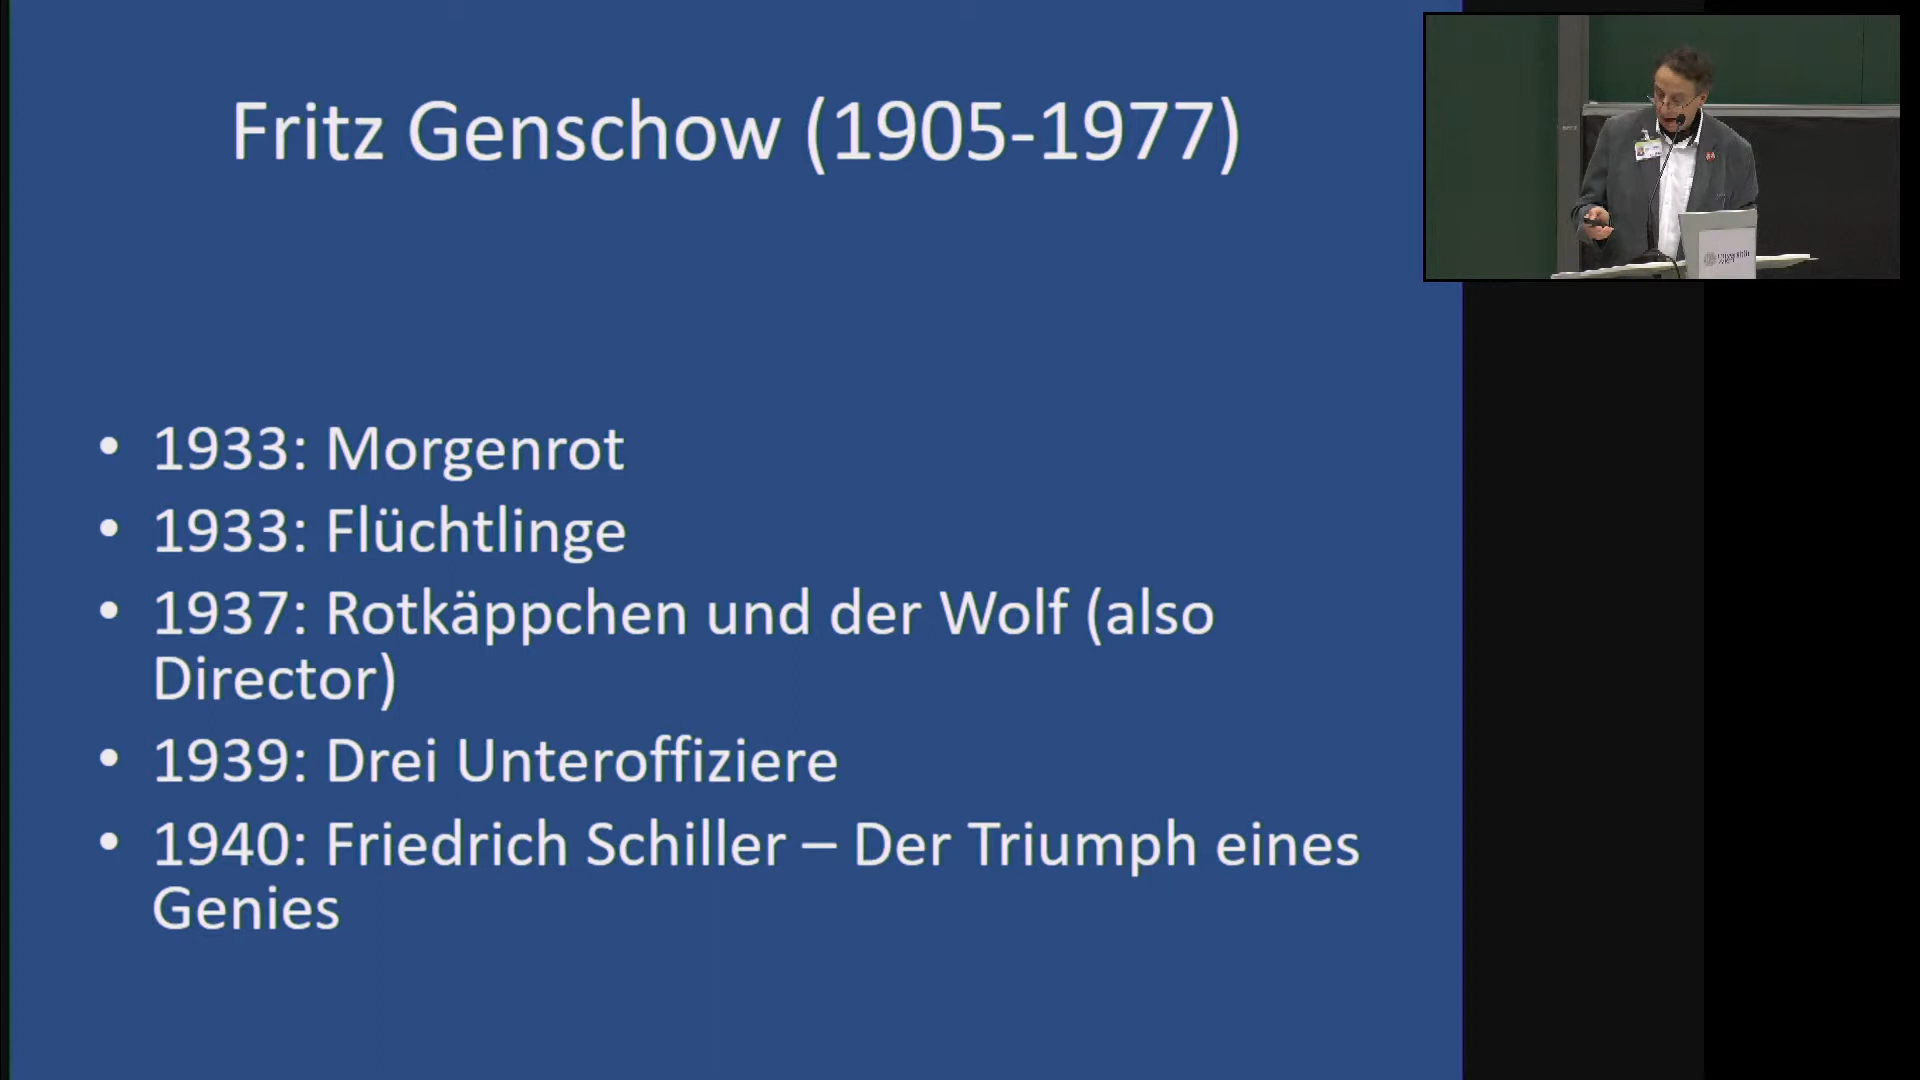 Fritz Genschow (1905-1977)
• 1933: Morgenrot
• 1933: Flüchtlinge
• 1937: Rotkäppchen und der Wolf (also
Director)
• 1939: Drei Unteroffiziere
• 1940: Friedrich Schiller – Der Triumph eines
Genies